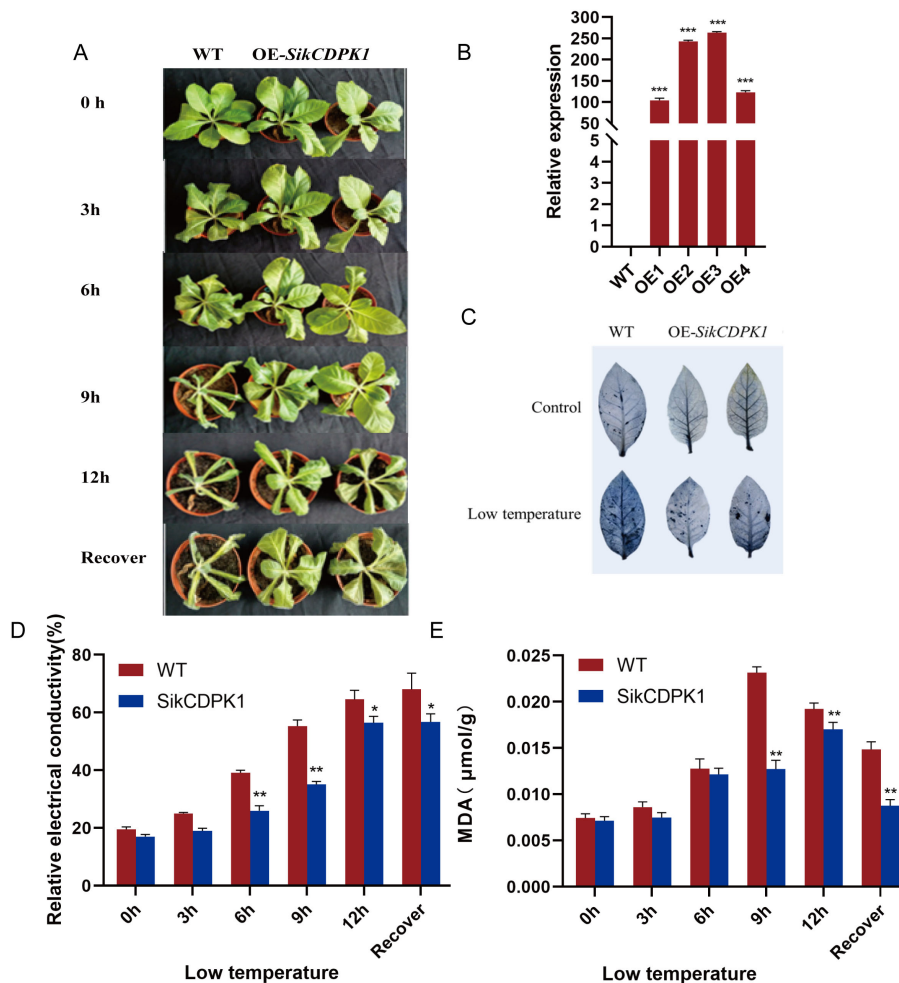 A
WT OE-SikCDPK1
0 h
3h
6h
9h
12h
Recover
B
Relative expression
300
250
200
150
100
50
5
4
3
2
1
0
***
***
***
***
WT OE1 OE2 OE3 OE4
C
WT OE-SikCDPK1
Control
Low temperature
D
Relative electrical conductivity(%)
80
60
40
20
0
WT
SikCDPK1
**
**
*
*
0h 3h 6h 9h 12h Recover
Low temperature
E
MDA( μmol/g)
0.025
0.020
0.015
0.010
0.005
0.000
WT
SikCDPK1
**
**
**
0h 3h 6h 9h 12h Recover
Low temperature